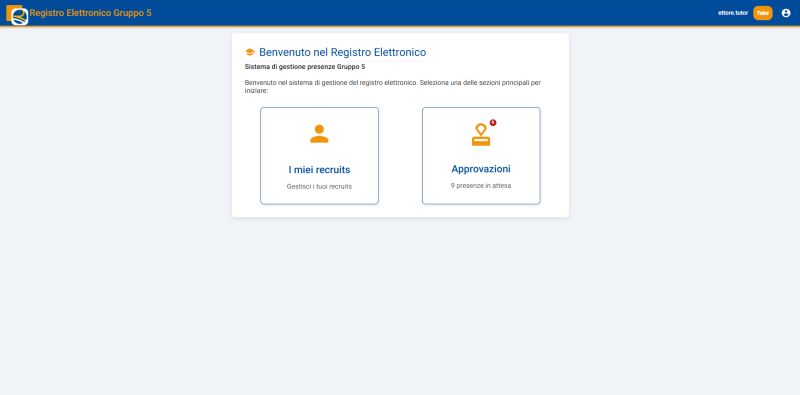 Registro Elettronico Gruppo 5
ettore.tutor
Tutor
Benvenuto nel Registro Elettronico
Sistema di gestione presenze Gruppo 5
Benvenuto nel sistema di gestione del registro elettronico. Seleziona una delle sezioni principali per
iniziare:
9
I miei recruits
Approvazioni
Gestisci i tuoi recruits
9 presenze in attesa